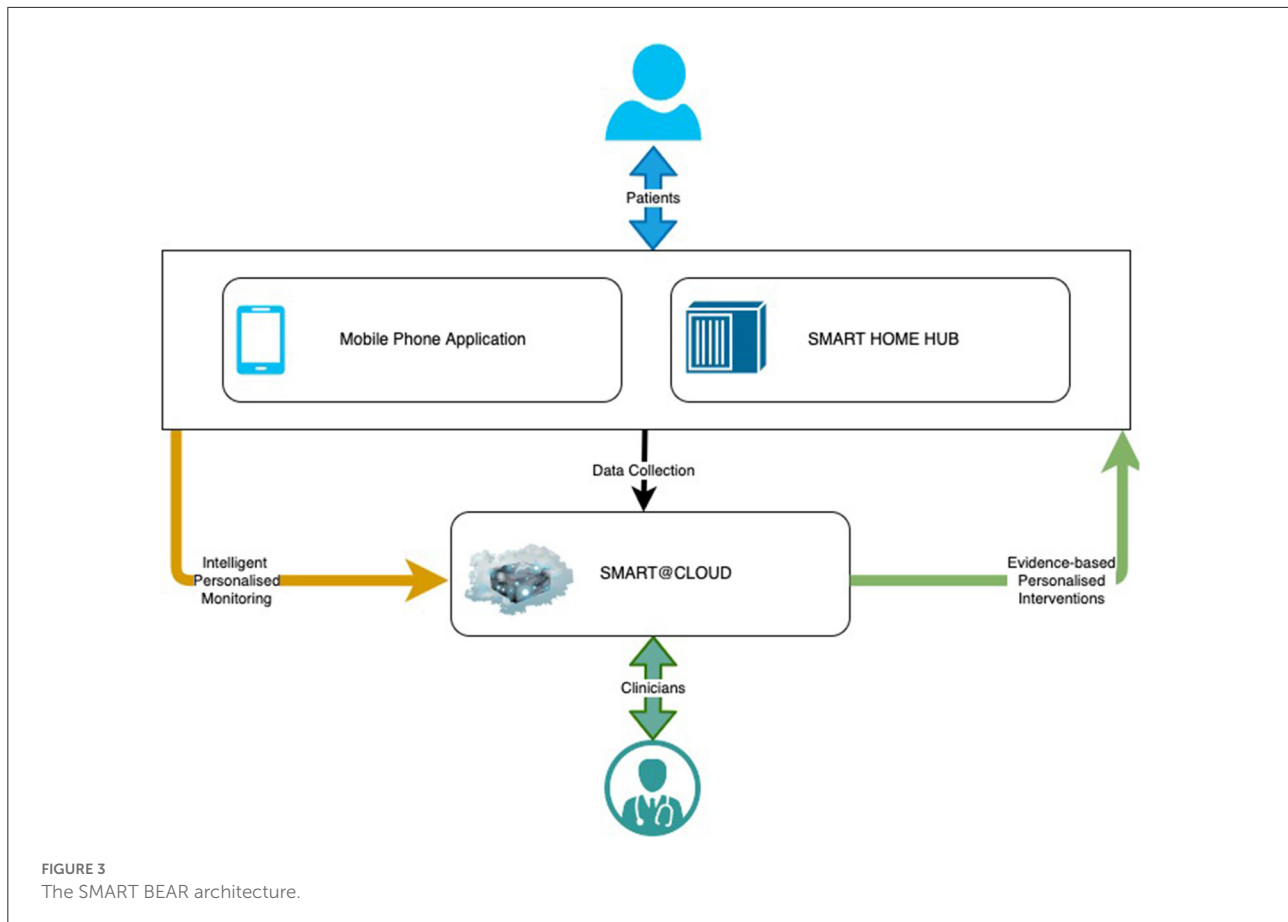 Patients
Mobile Phone Application
SMART HOME HUB
Data Collection
Intelligent
Personalised
Monitoring
SMART@CLOUD
Evidence-based
Personalised
Interventions
Clinicians
FIGURE 3
The SMART BEAR architecture.